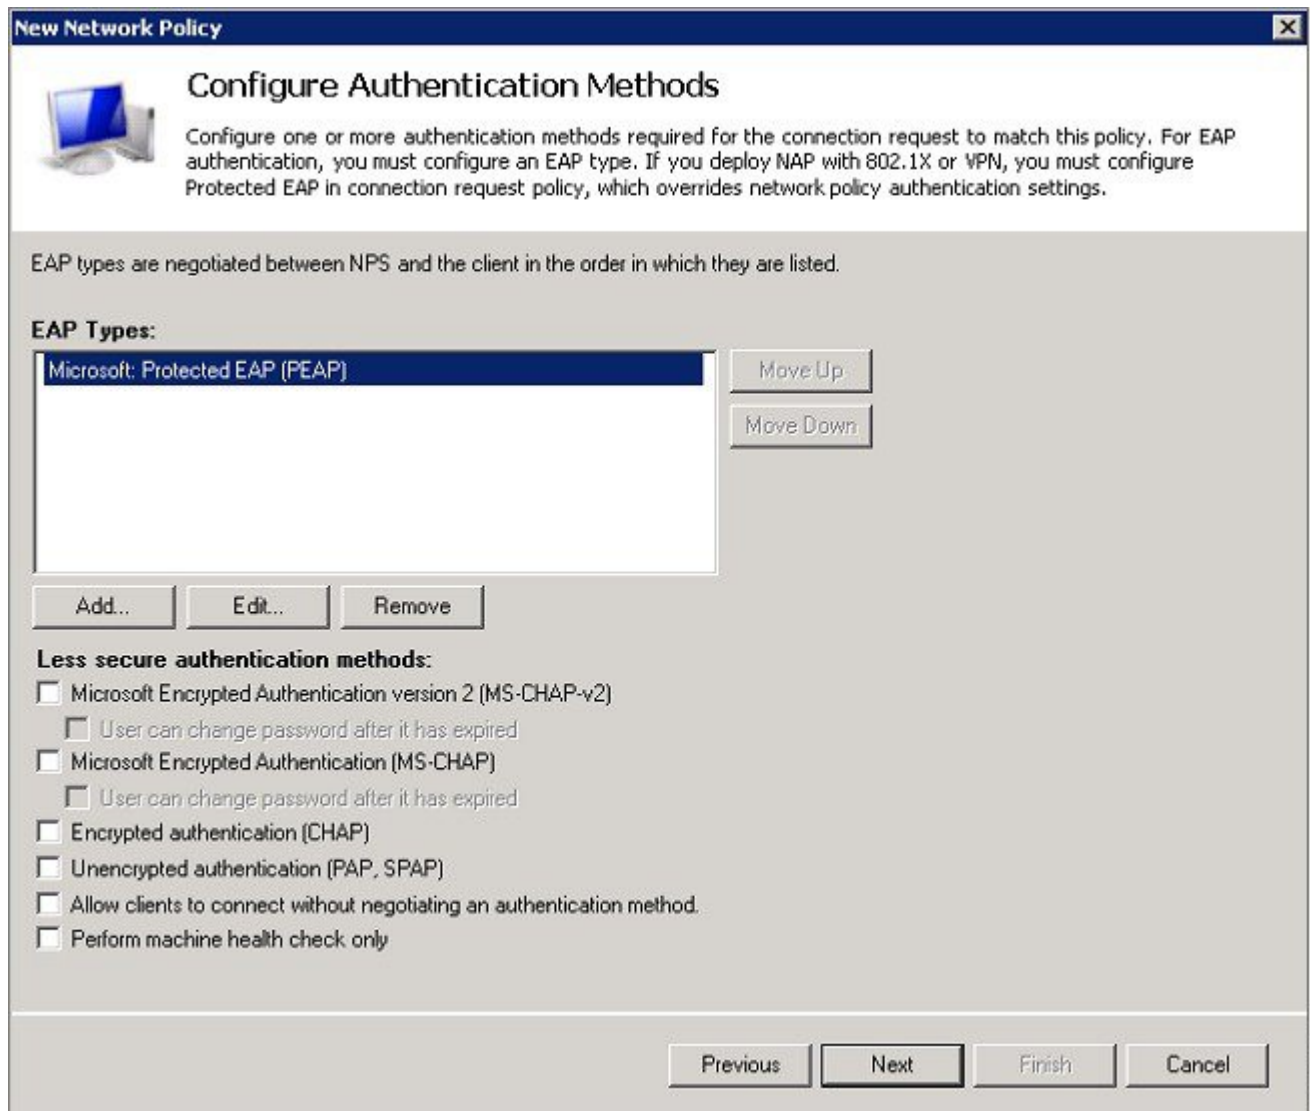 New Network Policy
Configure Authentication Methods
Configure one or more authentication methods required for the connection request to match this policy. For EAP
authentication, you must configure an EAP type. If you deploy NAP with 802.1X or VPN, you must configure
Protected EAP in connection request policy, which overrides network policy authentication settings.
EAP types are negotiated between NPS and the client in the order in which they are listed.
EAP Types:
Microsoft: Protected EAP (PEAP)
Move Up
Move Down
Add... Edit... Remove
Less secure authentication methods:
Microsoft Encrypted Authentication version 2 (MS-CHAP-v2)
User can change password after it has expired
Microsoft Encrypted Authentication (MS-CHAP)
User can change password after it has expired
Encrypted authentication (CHAP)
Unencrypted authentication (PAP, SPAP)
Allow clients to connect without negotiating an authentication method.
Perform machine health check only
Previous Next Finish Cancel